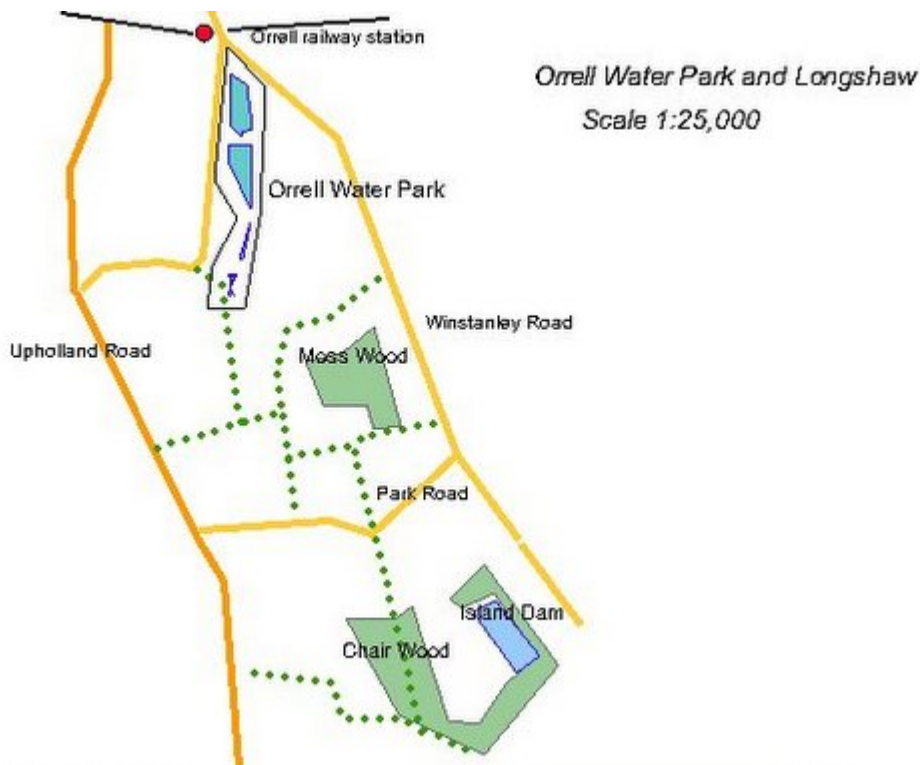 Orrell railway station
Orrell Water Park and Longshaw
Scale 1:25,000
Orrell Water Park
Winstanley Road
Upholland Road
Moss Wood
Park Road
Island Dam
Chair Wood